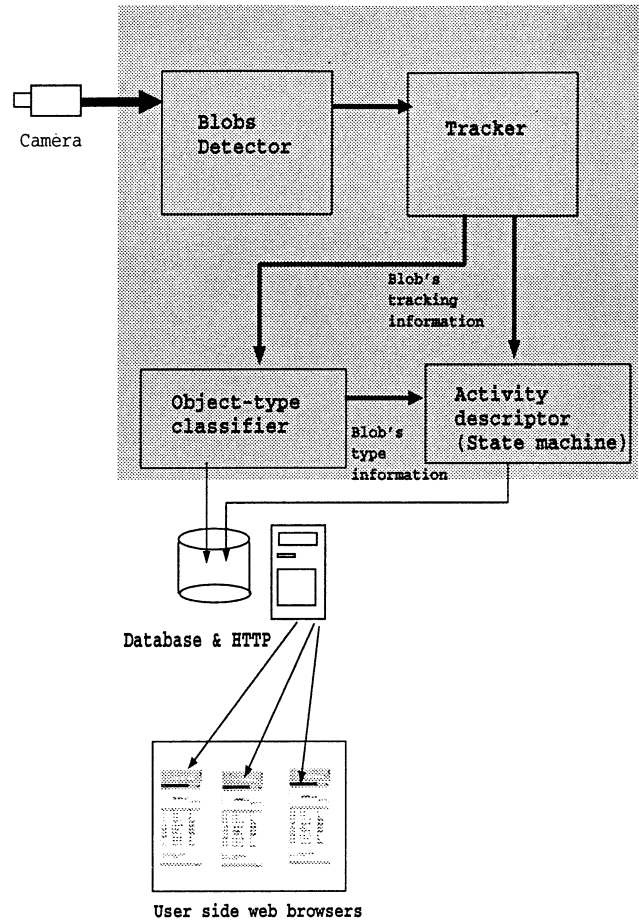 Blobs
Detector
Tracker
Camera
Blob's
tracking
information
Object-type
classifier
Activity
descriptor
(State machine)
Blob's
type
information
Database & HTTP
User side web browsers